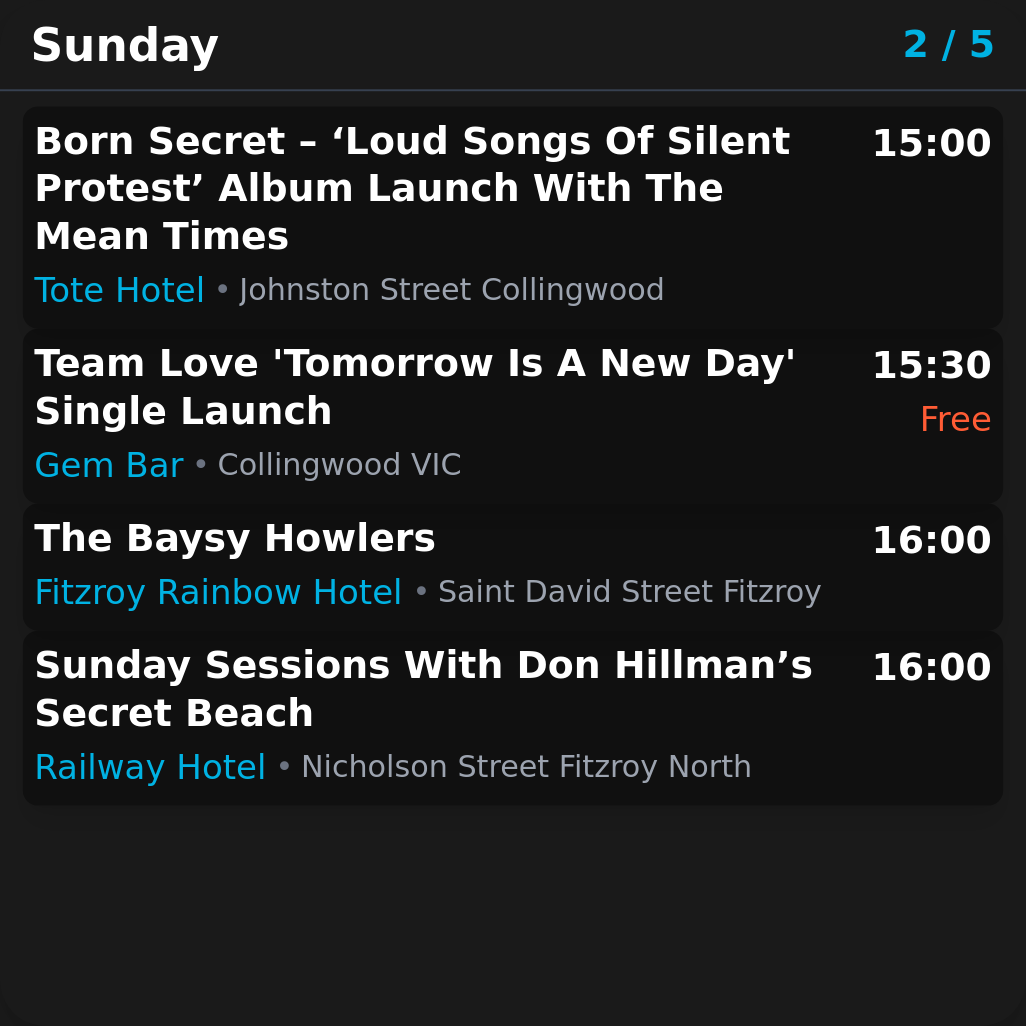 Sunday
2 / 5
Born Secret – ‘Loud Songs Of Silent
Protest’ Album Launch With The
Mean Times
15:00
Tote Hotel • Johnston Street Collingwood
Team Love 'Tomorrow Is A New Day'
Single Launch
15:30
Free
Gem Bar • Collingwood VIC
The Baysy Howlers
16:00
Fitzroy Rainbow Hotel • Saint David Street Fitzroy
Sunday Sessions With Don Hillman’s
Secret Beach
16:00
Railway Hotel • Nicholson Street Fitzroy North